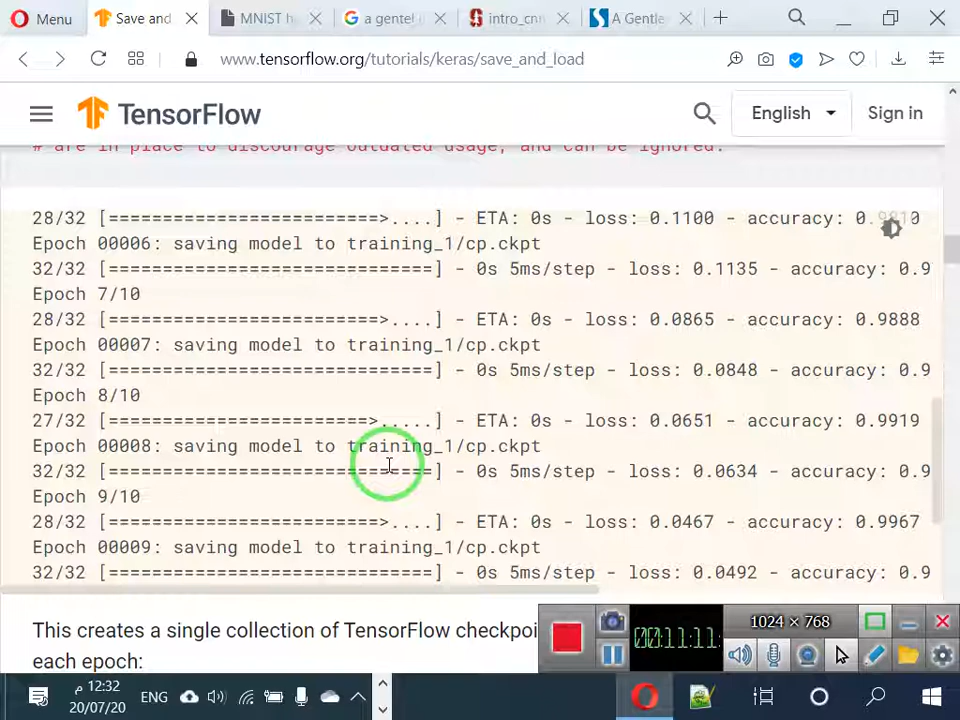 Menu
Save and
MNIST h
a gentel
intro_cn
A Gentle
www.tensorflow.org/tutorials/keras/save_and_load
TensorFlow
English
Sign in
# are in place to discourage outdated usage, and can be ignored.
28/32 [=========================>....] - ETA: 0s - loss: 0.1100 - accuracy: 0.9810
Epoch 00006: saving model to training_1/cp.ckpt
32/32 [==============================] - 0s 5ms/step - loss: 0.1135 - accuracy: 0.9
Epoch 7/10
28/32 [=========================>....] - ETA: 0s - loss: 0.0865 - accuracy: 0.9888
Epoch 00007: saving model to training_1/cp.ckpt
32/32 [==============================] - 0s 5ms/step - loss: 0.0848 - accuracy: 0.9
Epoch 8/10
27/32 [========================>.....] - ETA: 0s - loss: 0.0651 - accuracy: 0.9919
Epoch 00008: saving model to training_1/cp.ckpt
32/32 [==============================] - 0s 5ms/step - loss: 0.0634 - accuracy: 0.9
Epoch 9/10
28/32 [=========================>....] - ETA: 0s - loss: 0.0467 - accuracy: 0.9967
Epoch 00009: saving model to training_1/cp.ckpt
32/32 [==============================] - 0s 5ms/step - loss: 0.0492 - accuracy: 0.9
This creates a single collection of TensorFlow checkpoi
each epoch:
00:11:11
1024 × 768
12:32 م
20/07/20
ENG